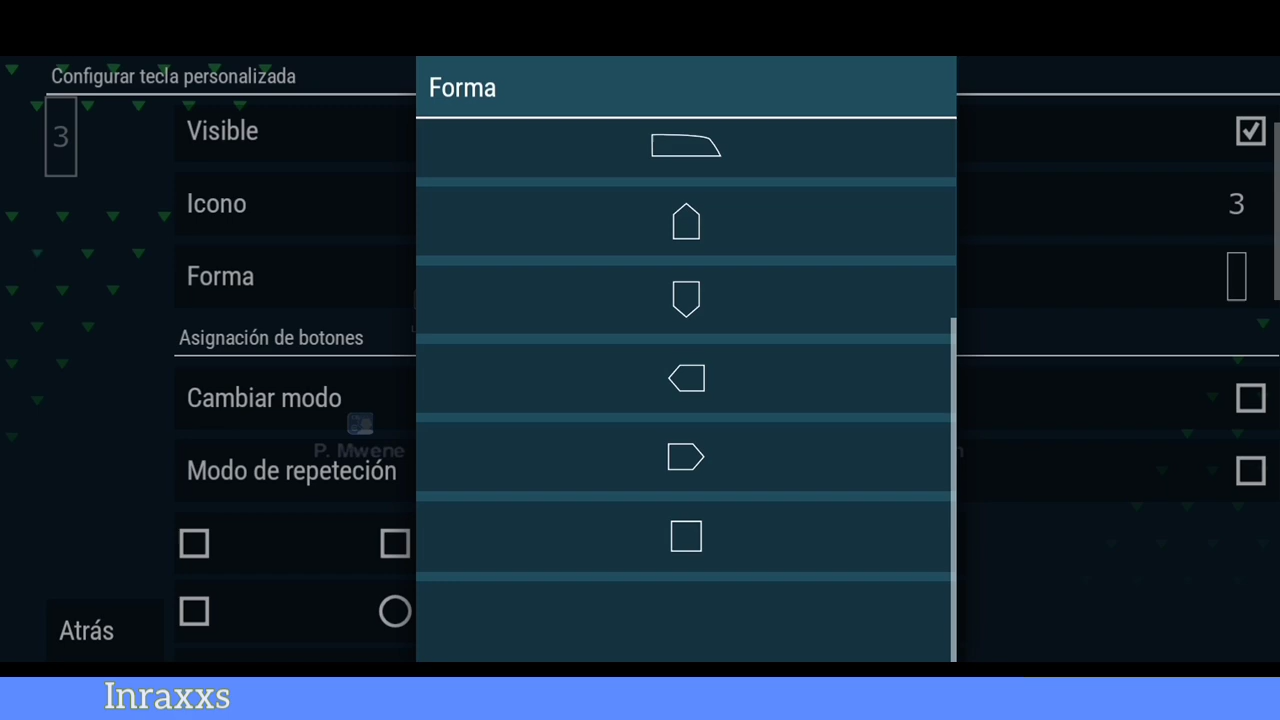 Configurar tecla personalizada
Forma
3
Visible
Icono
3
Forma
Asignación de botones
Cambiar modo
P. Mwene
Modo de repeteción
Atrás
Inraxxs